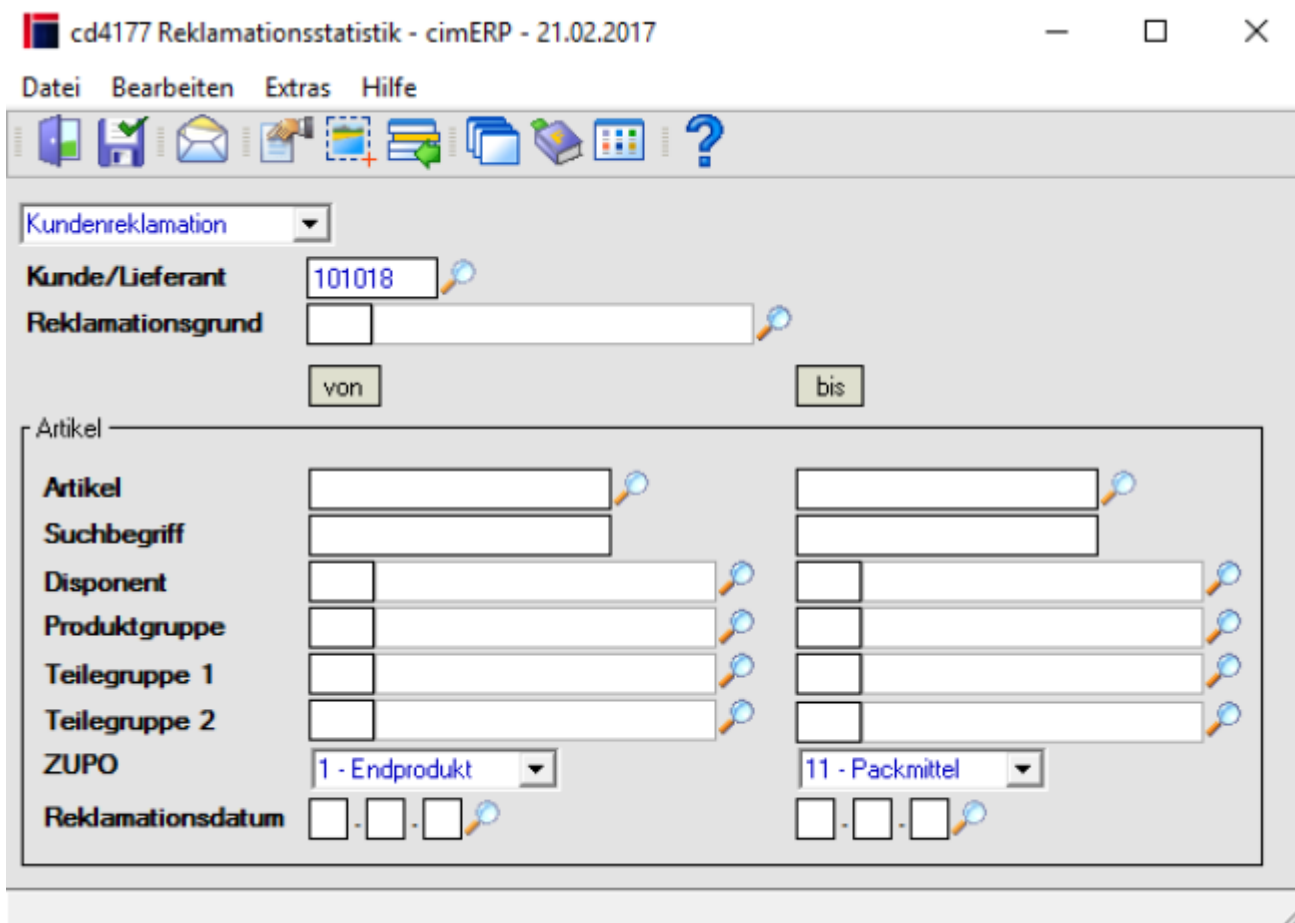 cd4177 Reklamationsstatistik - cimERP - 21.02.2017
Datei Bearbeiten Extras Hilfe
Kundenreklamation
Kunde/Lieferant 101018
Reklamationsgrund
von bis
Artikel
Artikel
Suchbegriff
Disponent
Produktgruppe
Teilegruppe 1
Teilegruppe 2
ZUPO 1 - Endprodukt 11 - Packmittel
Reklamationsdatum . . . .